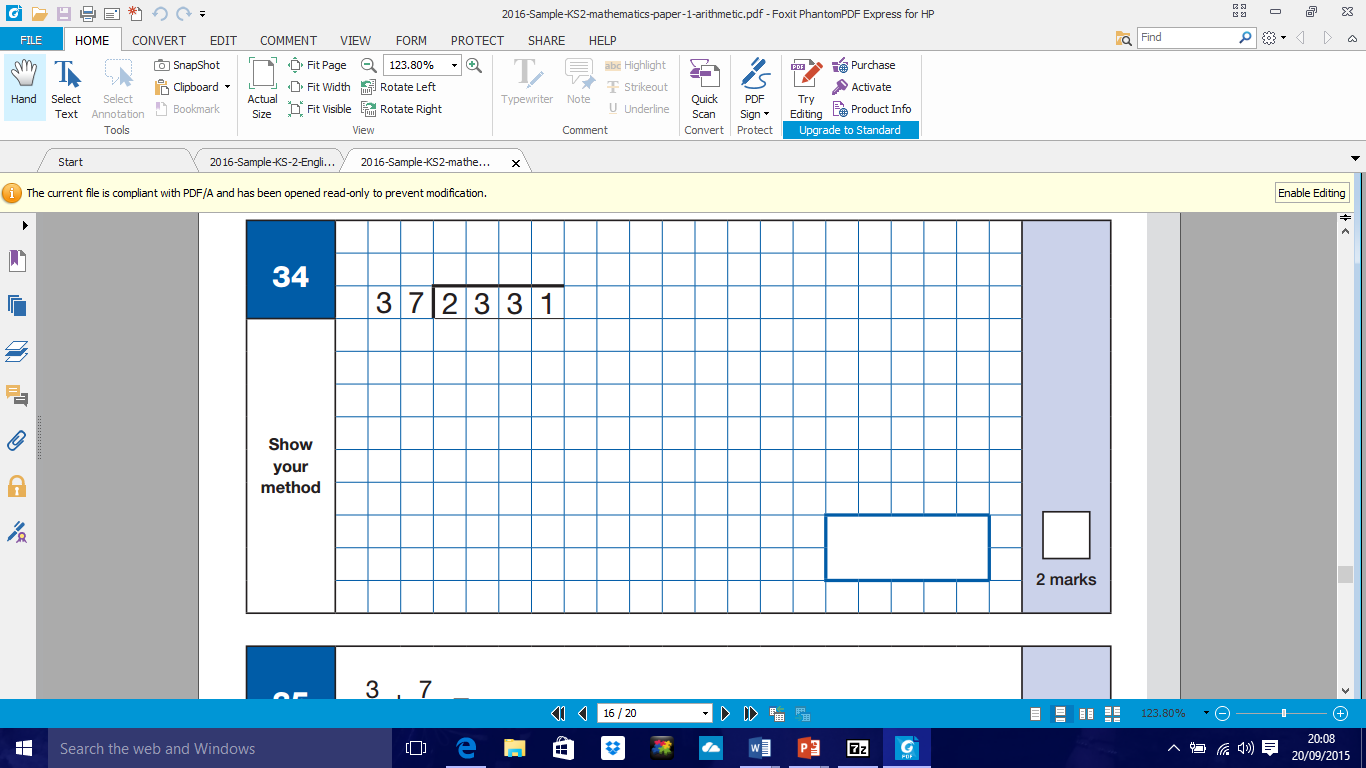 2016-Sample-KS2-mathematics-paper-1-arithmetic.pdf - Foxit PhantomPDF Express for HP
FILE HOME CONVERT EDIT COMMENT VIEW FORM PROTECT SHARE HELP
Find
Hand
Select Text
Select Annotation
SnapShot
Clipboard
Bookmark
Tools
Actual Size
Fit Page
Fit Width
Fit Visible
123.80%
Rotate Left
Rotate Right
View
Typewriter
Note
abc Highlight
T Strikeout
U Underline
Comment
Quick Scan
Convert
PDF Sign
Protect
Try Editing
Purchase
Activate
Product Info
Upgrade to Standard
Start
2016-Sample-KS-2-Engli...
2016-Sample-KS2-mathe...
The current file is compliant with PDF/A and has been opened read-only to prevent modification.
Enable Editing
34
3 7 2 3 3 1
Show
your
method
2 marks
3 7
16 / 20
123.80%
Search the web and Windows
20:08
20/09/2015